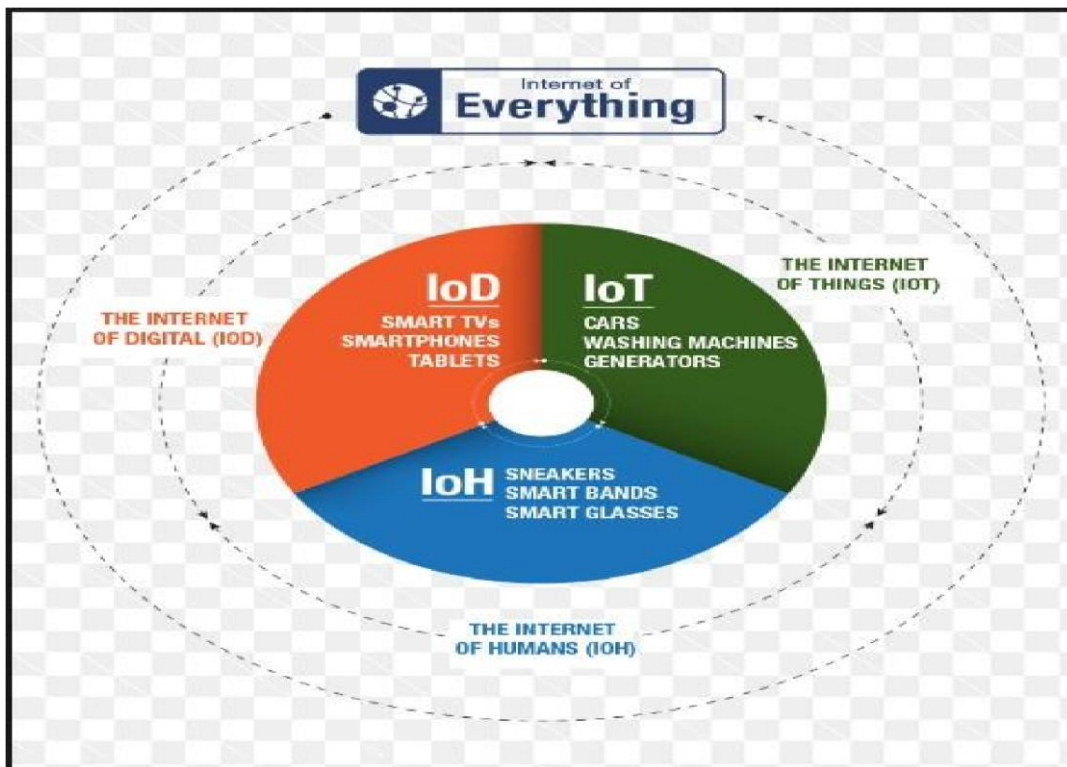 Internet of
Everything
IoD
SMART TVs
SMARTPHONES
TABLETS
IoT
CARS
WASHING MACHINES
GENERATORS
THE INTERNET
OF THINGS (IOT)
THE INTERNET
OF DIGITAL (IOD)
IoH
SNEAKERS
SMART BANDS
SMART GLASSES
THE INTERNET
OF HUMANS (IOH)